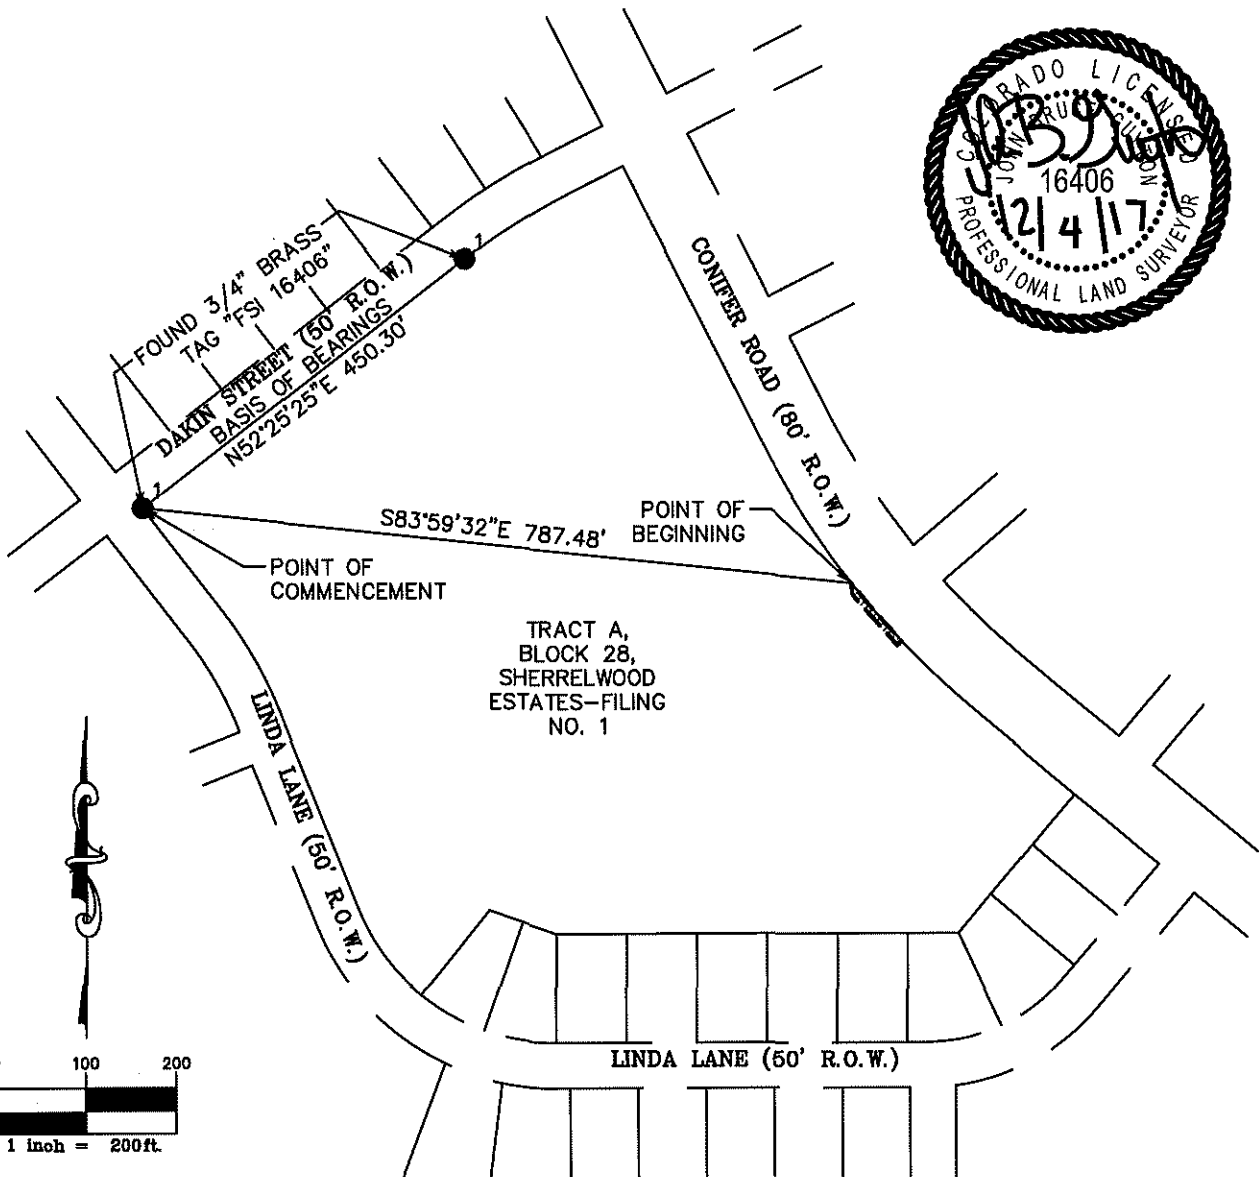 COLORADO LICENSED
JOHN BRUCE GUSTON
16406
12/4/17
PROFESSIONAL LAND SURVEYOR
FOUND 3/4" BRASS
TAG "FSI 16406"
1
DAKIN STREET (50' R.O.W.)
BASIS OF BEARINGS
N52°25'25"E 450.30'
1
CONIFER ROAD (80' R.O.W.)
S83°59'32"E 787.48'
POINT OF
BEGINNING
POINT OF
COMMENCEMENT
TRACT A,
BLOCK 28,
SHERRELWOOD
ESTATES-FILING
NO. 1
LINDA LANE (50' R.O.W.)
LINDA LANE (50' R.O.W.)
100 200
1 inch = 200ft.